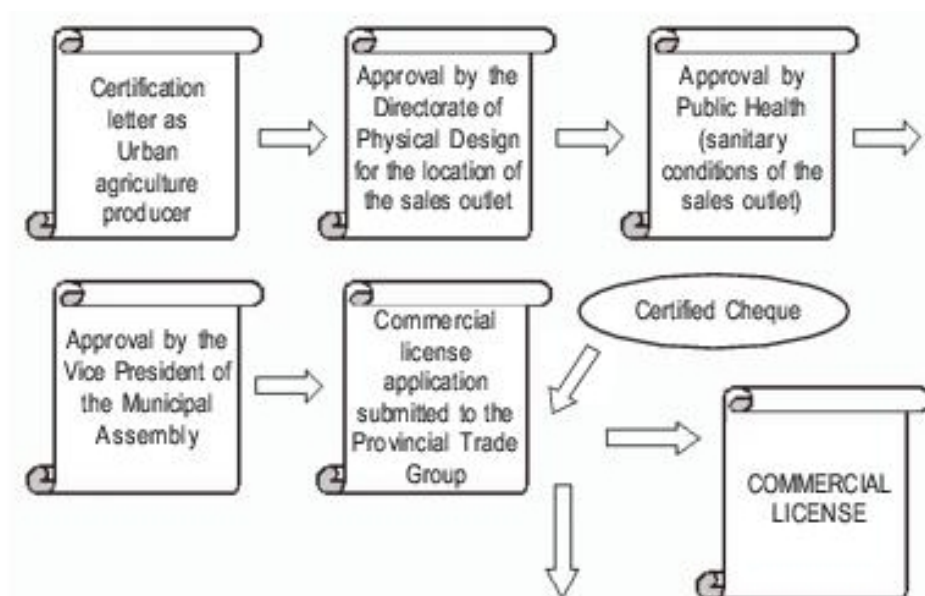 Certification
letter as
Urban
agriculture
producer
Approval by the
Directorate of
Physical Design
for the location of
the sales outlet
Approval by
Public Health
(sanitary
conditions of the
sales outlet)
Approval by the
Vice President of
the Municipal
Assembly
Commercial
license
application
submitted to the
Provincial Trade
Group
Certified Cheque
COMMERCIAL
LICENSE